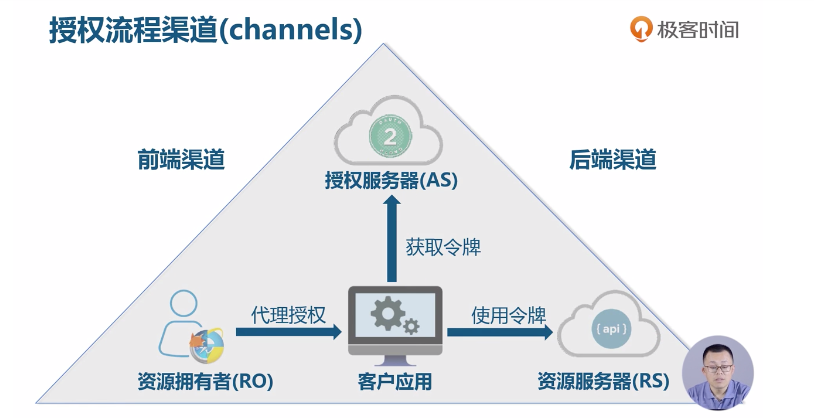 授权流程渠道(channels)
极客时间
前端渠道
后端渠道
2
授权服务器(AS)
获取令牌
代理授权
使用令牌
{ api }
资源拥有者(RO)
客户应用
资源服务器(RS)